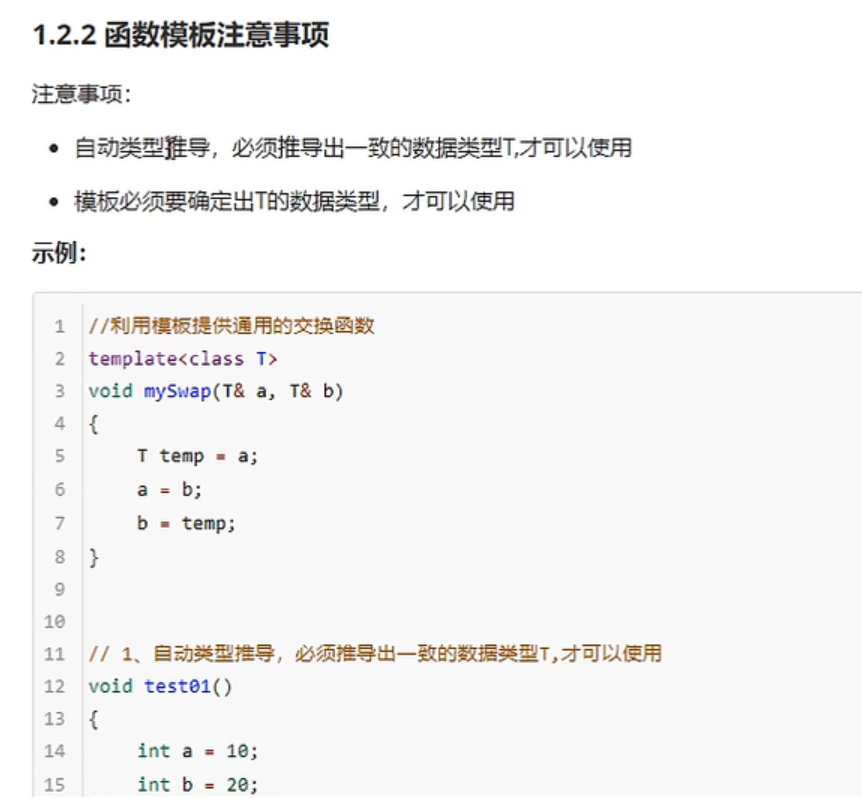 1.2.2 函数模板注意事项
注意事项：
• 自动类型推导，必须推导出一致的数据类型T,才可以使用
• 模板必须要确定出T的数据类型，才可以使用
示例：
1 //利用模板提供通用的交换函数
2 template<class T>
3 void mySwap(T& a, T& b)
4 {
5     T temp = a;
6     a = b;
7     b = temp;
8 }
9
10
11 // 1、自动类型推导，必须推导出一致的数据类型T,才可以使用
12 void test01()
13 {
14     int a = 10;
15     int b = 20;